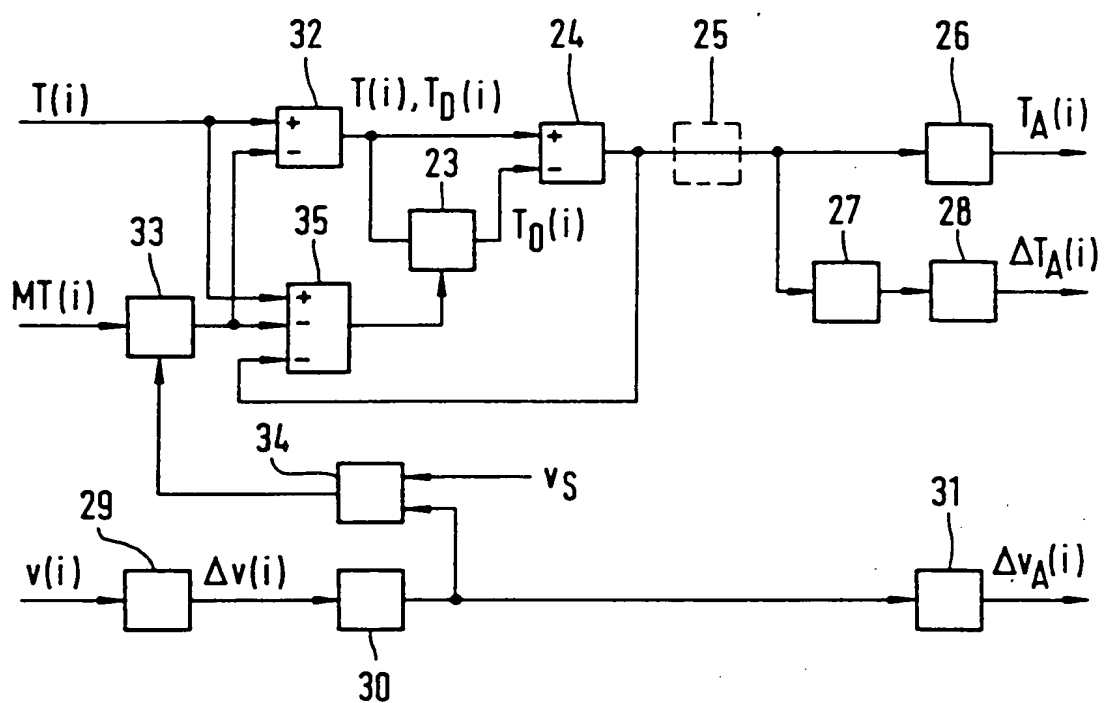 32
24
25
26
T(i)
T(i), T_D(i)
T_A(i)
+
-
+
-
23
T_D(i)
33
35
27
28
ΔT_A(i)
MT(i)
+
-
-
34
v_S
29
31
v(i)
Δv(i)
Δv_A(i)
30